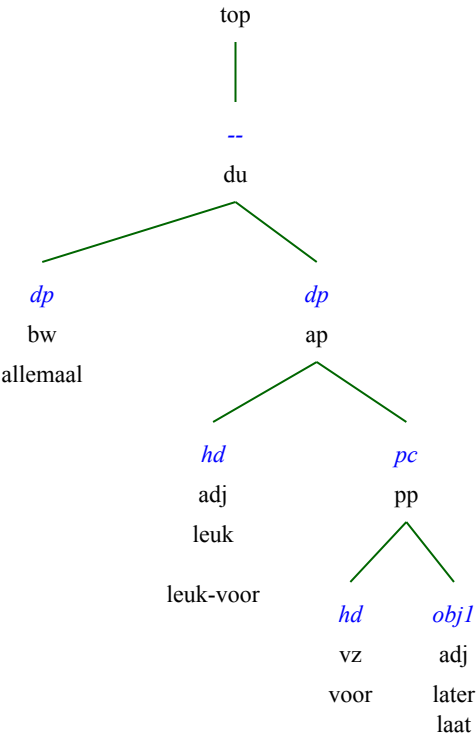 top
--
du
dp dp
bw ap
allemaal
hd pc
adj pp
leuk
leuk-voor
hd obj1
vz adj
voor later
laat